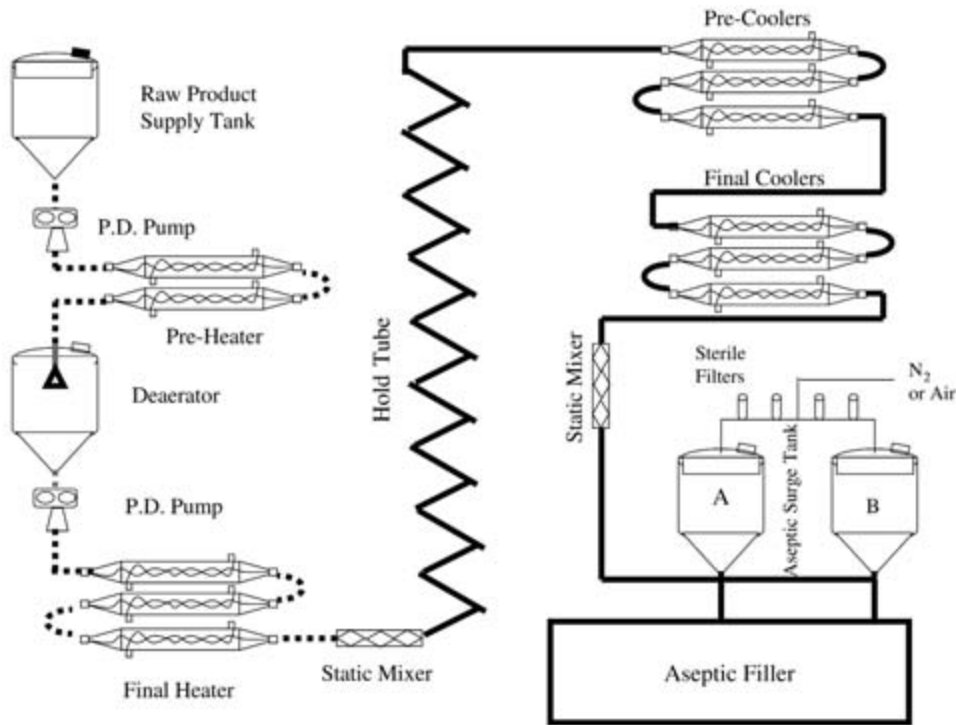 Pre-Coolers
Raw Product
Supply Tank
Final Coolers
P.D. Pump
Pre-Heater
Hold Tube
Static Mixer
Sterile
Filters
N2
or Air
Deaerator
Aseptic Surge Tank
A
B
P.D. Pump
Final Heater
Static Mixer
Aseptic Filler